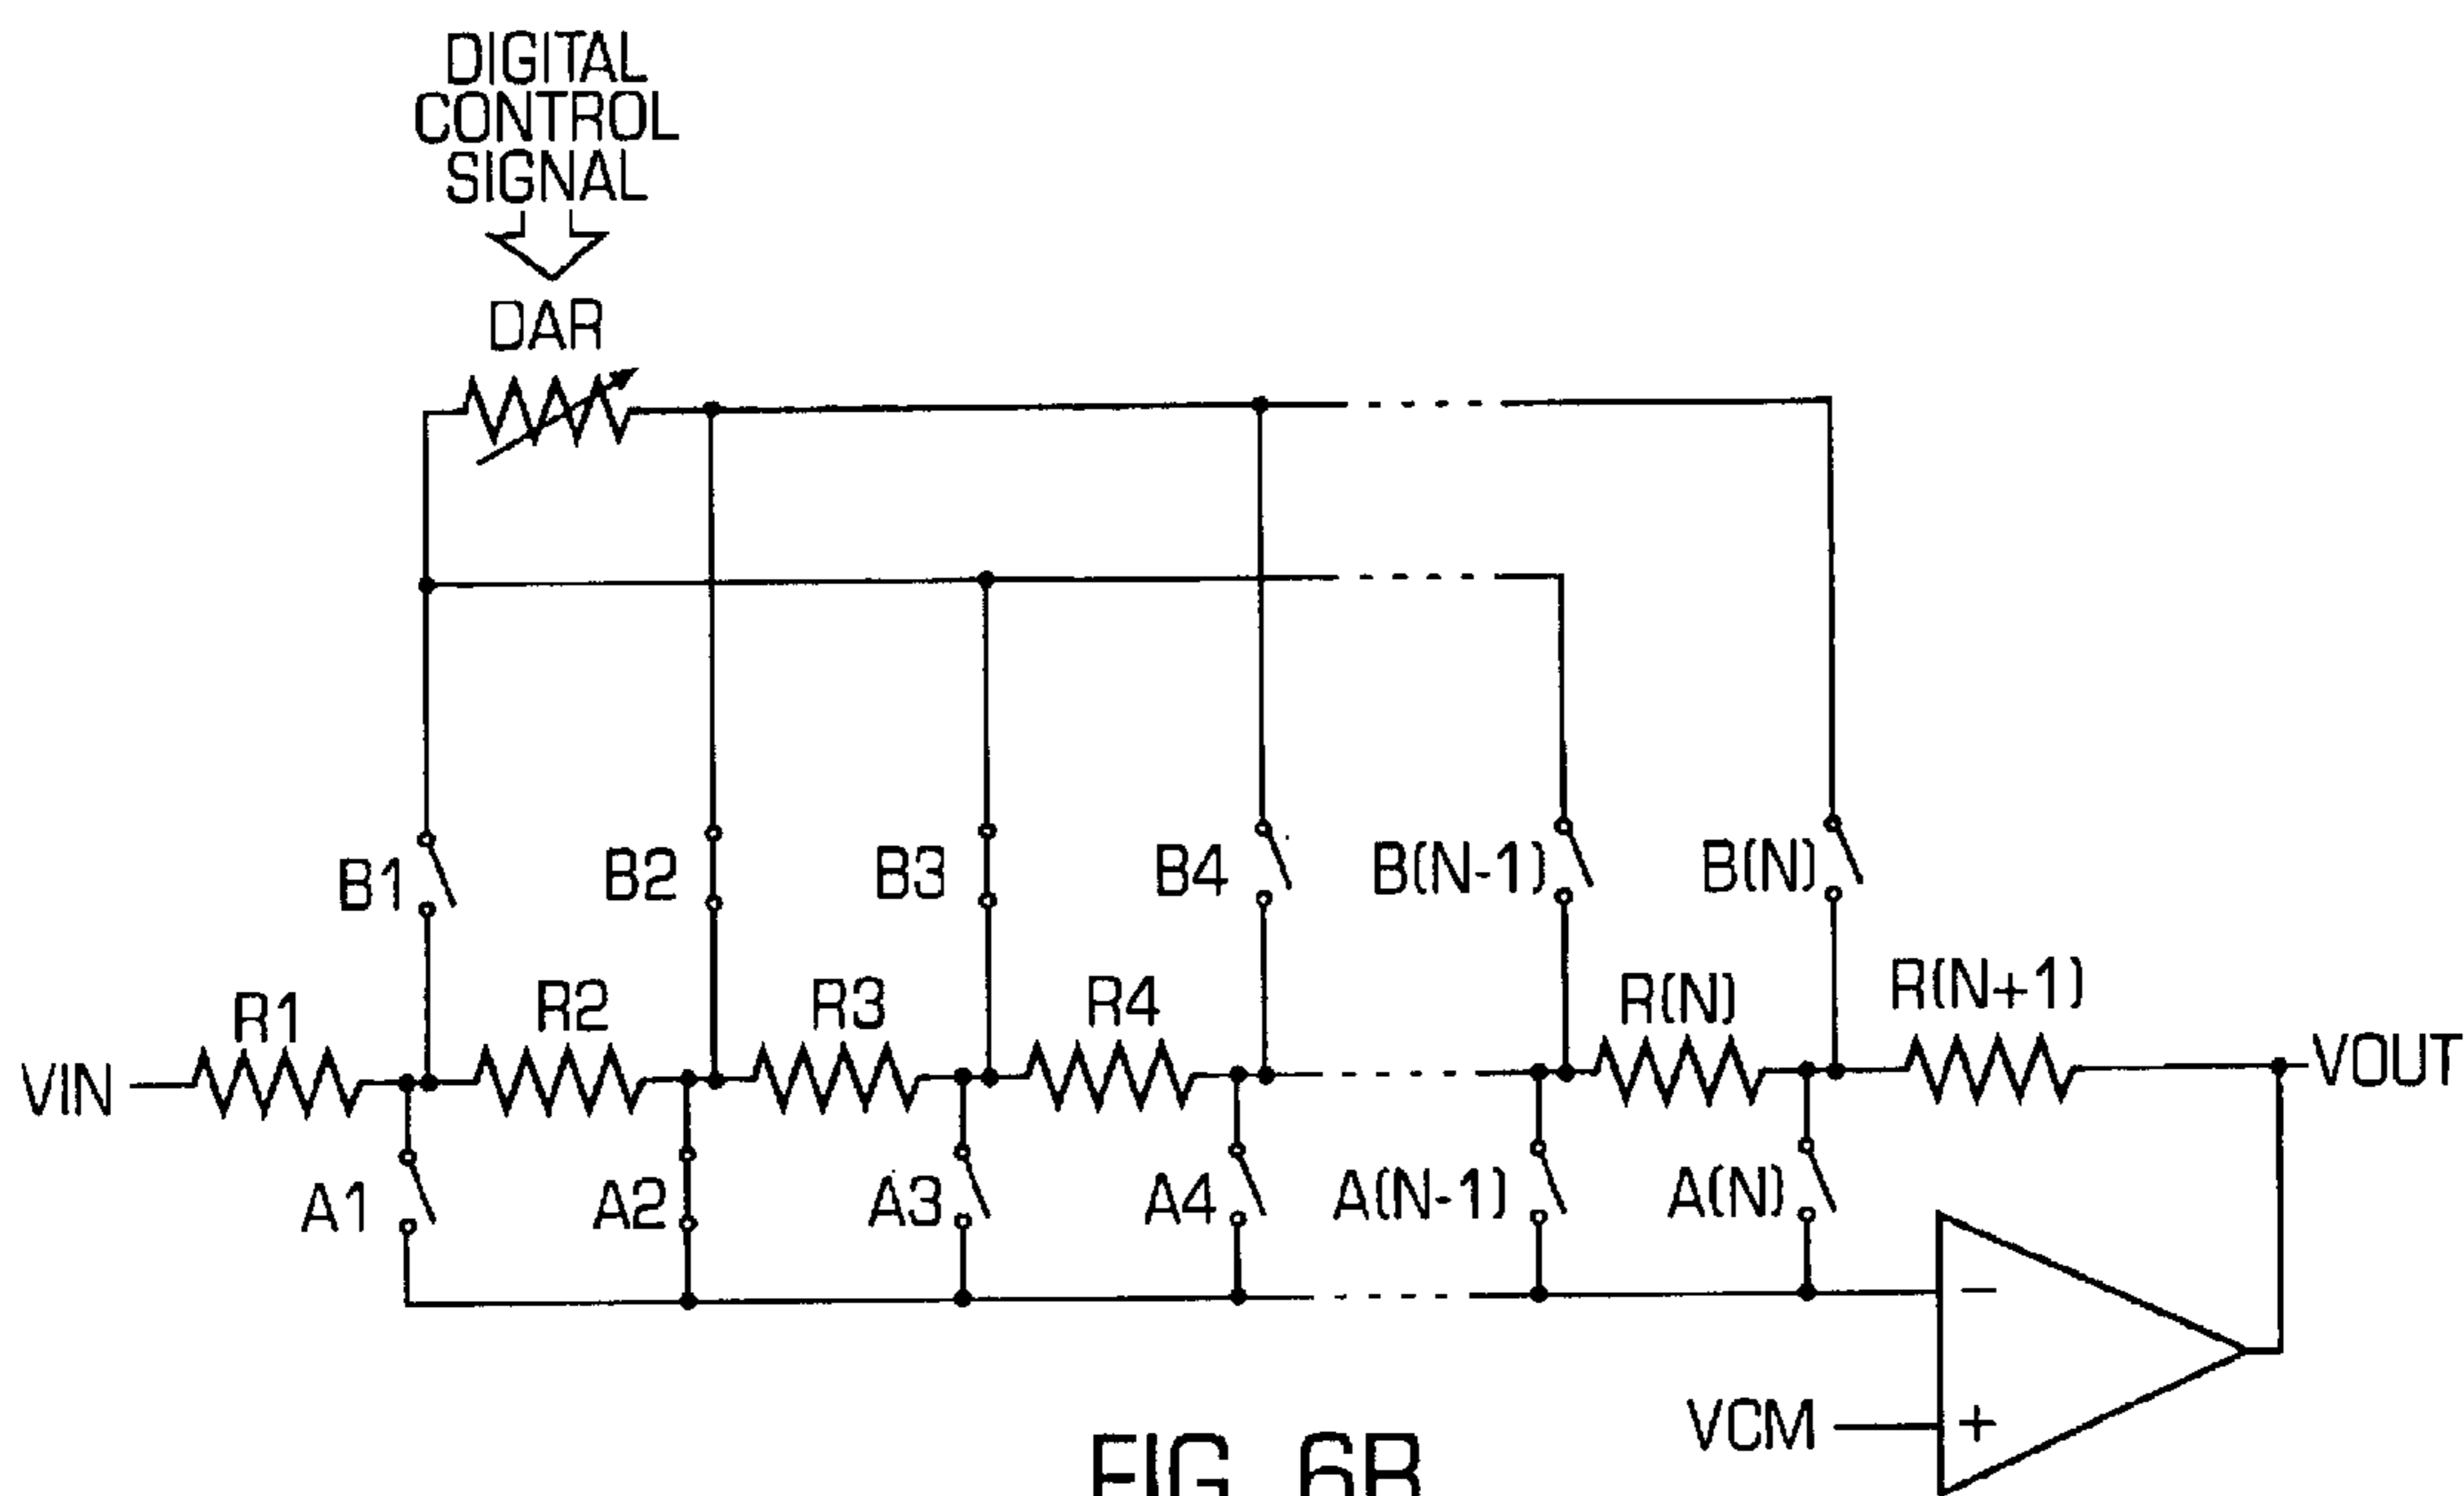 DIGITAL
CONTROL
SIGNAL
DAR
B1
B2
B3
B4
B(N-1)
B(N)
R1
R2
R3
R4
R(N)
R(N+1)
VIN
VOUT
A1
A2
A3
A4
A(N-1)
A(N)
−
VCM
+
FIG. 6B